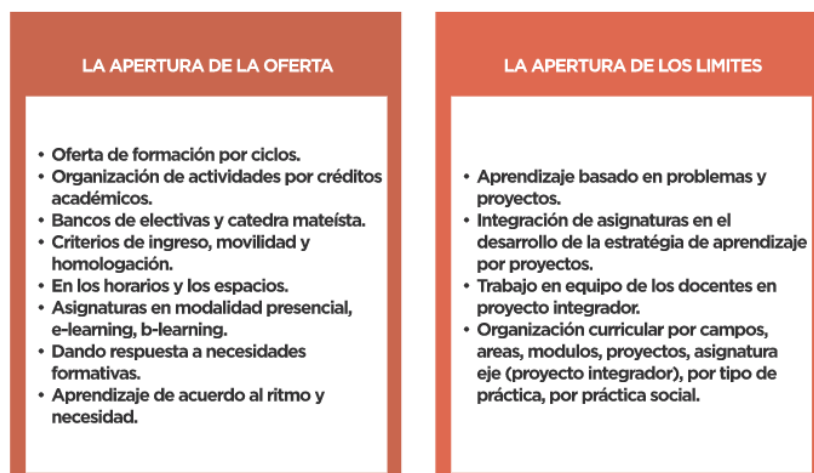 LA APERTURA DE LA OFERTA
• Oferta de formación por ciclos.
• Organización de actividades por créditos
académicos.
• Bancos de electivas y catedra mateísta.
• Criterios de ingreso, movilidad y
homologación.
• En los horarios y los espacios.
• Asignaturas en modalidad presencial,
e-learning, b-learning.
• Dando respuesta a necesidades
formativas.
• Aprendizaje de acuerdo al ritmo y
necesidad.
LA APERTURA DE LOS LIMITES
• Aprendizaje basado en problemas y
proyectos.
• Integración de asignaturas en el
desarrollo de la estratégia de aprendizaje
por proyectos.
• Trabajo en equipo de los docentes en
proyecto integrador.
• Organización curricular por campos,
areas, modulos, proyectos, asignatura
eje (proyecto integrador), por tipo de
práctica, por práctica social.